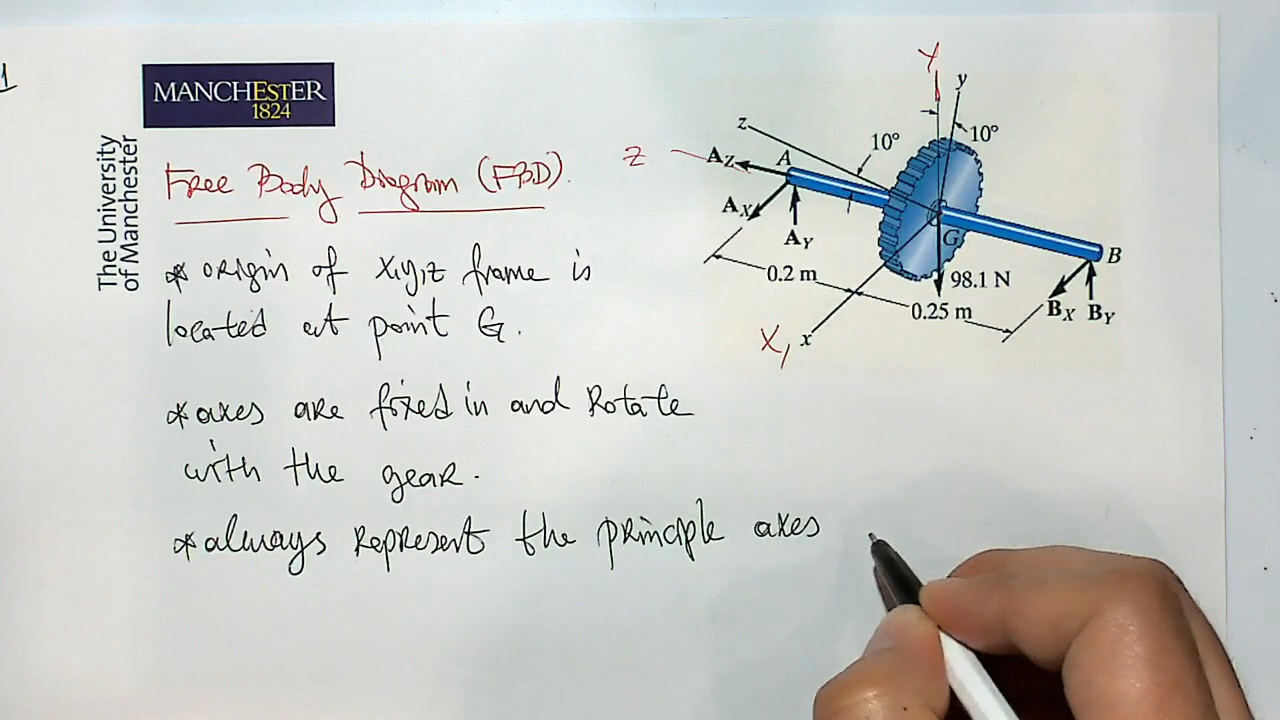 1
MANCHESTER
1824
The University
of Manchester
Free Body Diagram (FBD).
* origin of x,y,z frame is
located at point G.
* axes are fixed in and Rotate
with the gear.
* always represent the principle axes
Y
y
z
10°
10°
z
Az
A
Ax
AY
G
B
0.2 m
98.1 N
0.25 m
BX
BY
X,
x